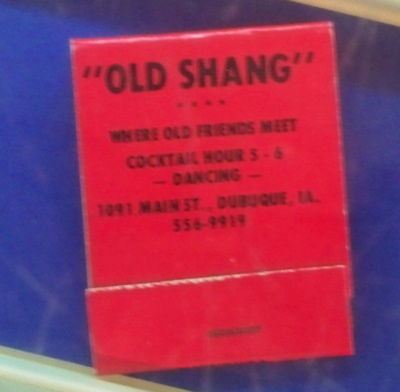 "OLD SHANG"
WHERE OLD FRIENDS MEET
COCKTAIL HOUR 5 - 6
— DANCING —
1091 MAIN ST., DUBUQUE, IA.
556-9919